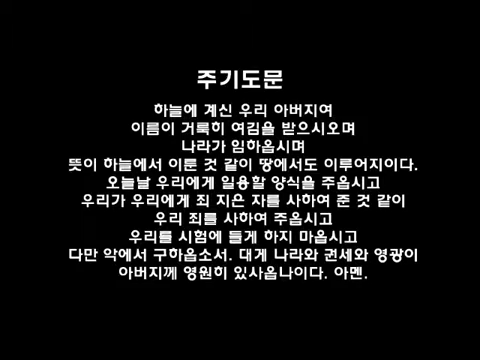 주기도문
하늘에 계신 우리 아버지여
이름이 거룩히 여김을 받으시오며
나라가 임하옵시며
뜻이 하늘에서 이룬 것 같이 땅에서도 이루어지이다.
오늘날 우리에게 일용할 양식을 주옵시고
우리가 우리에게 죄 지은 자를 사하여 준 것 같이
우리 죄를 사하여 주옵시고
우리를 시험에 들게 하지 마옵시고
다만 악에서 구하옵소서. 대게 나라와 권세와 영광이
아버지께 영원히 있사옵나이다. 아멘.